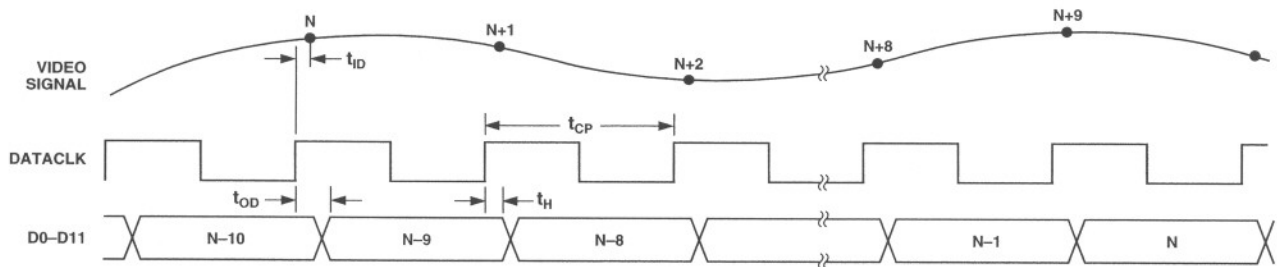 N
N+1
N+2
N+8
N+9
tID
VIDEO
SIGNAL
tCP
DATACLK
tOD
tH
D0–D11
N–10
N–9
N–8
N–1
N